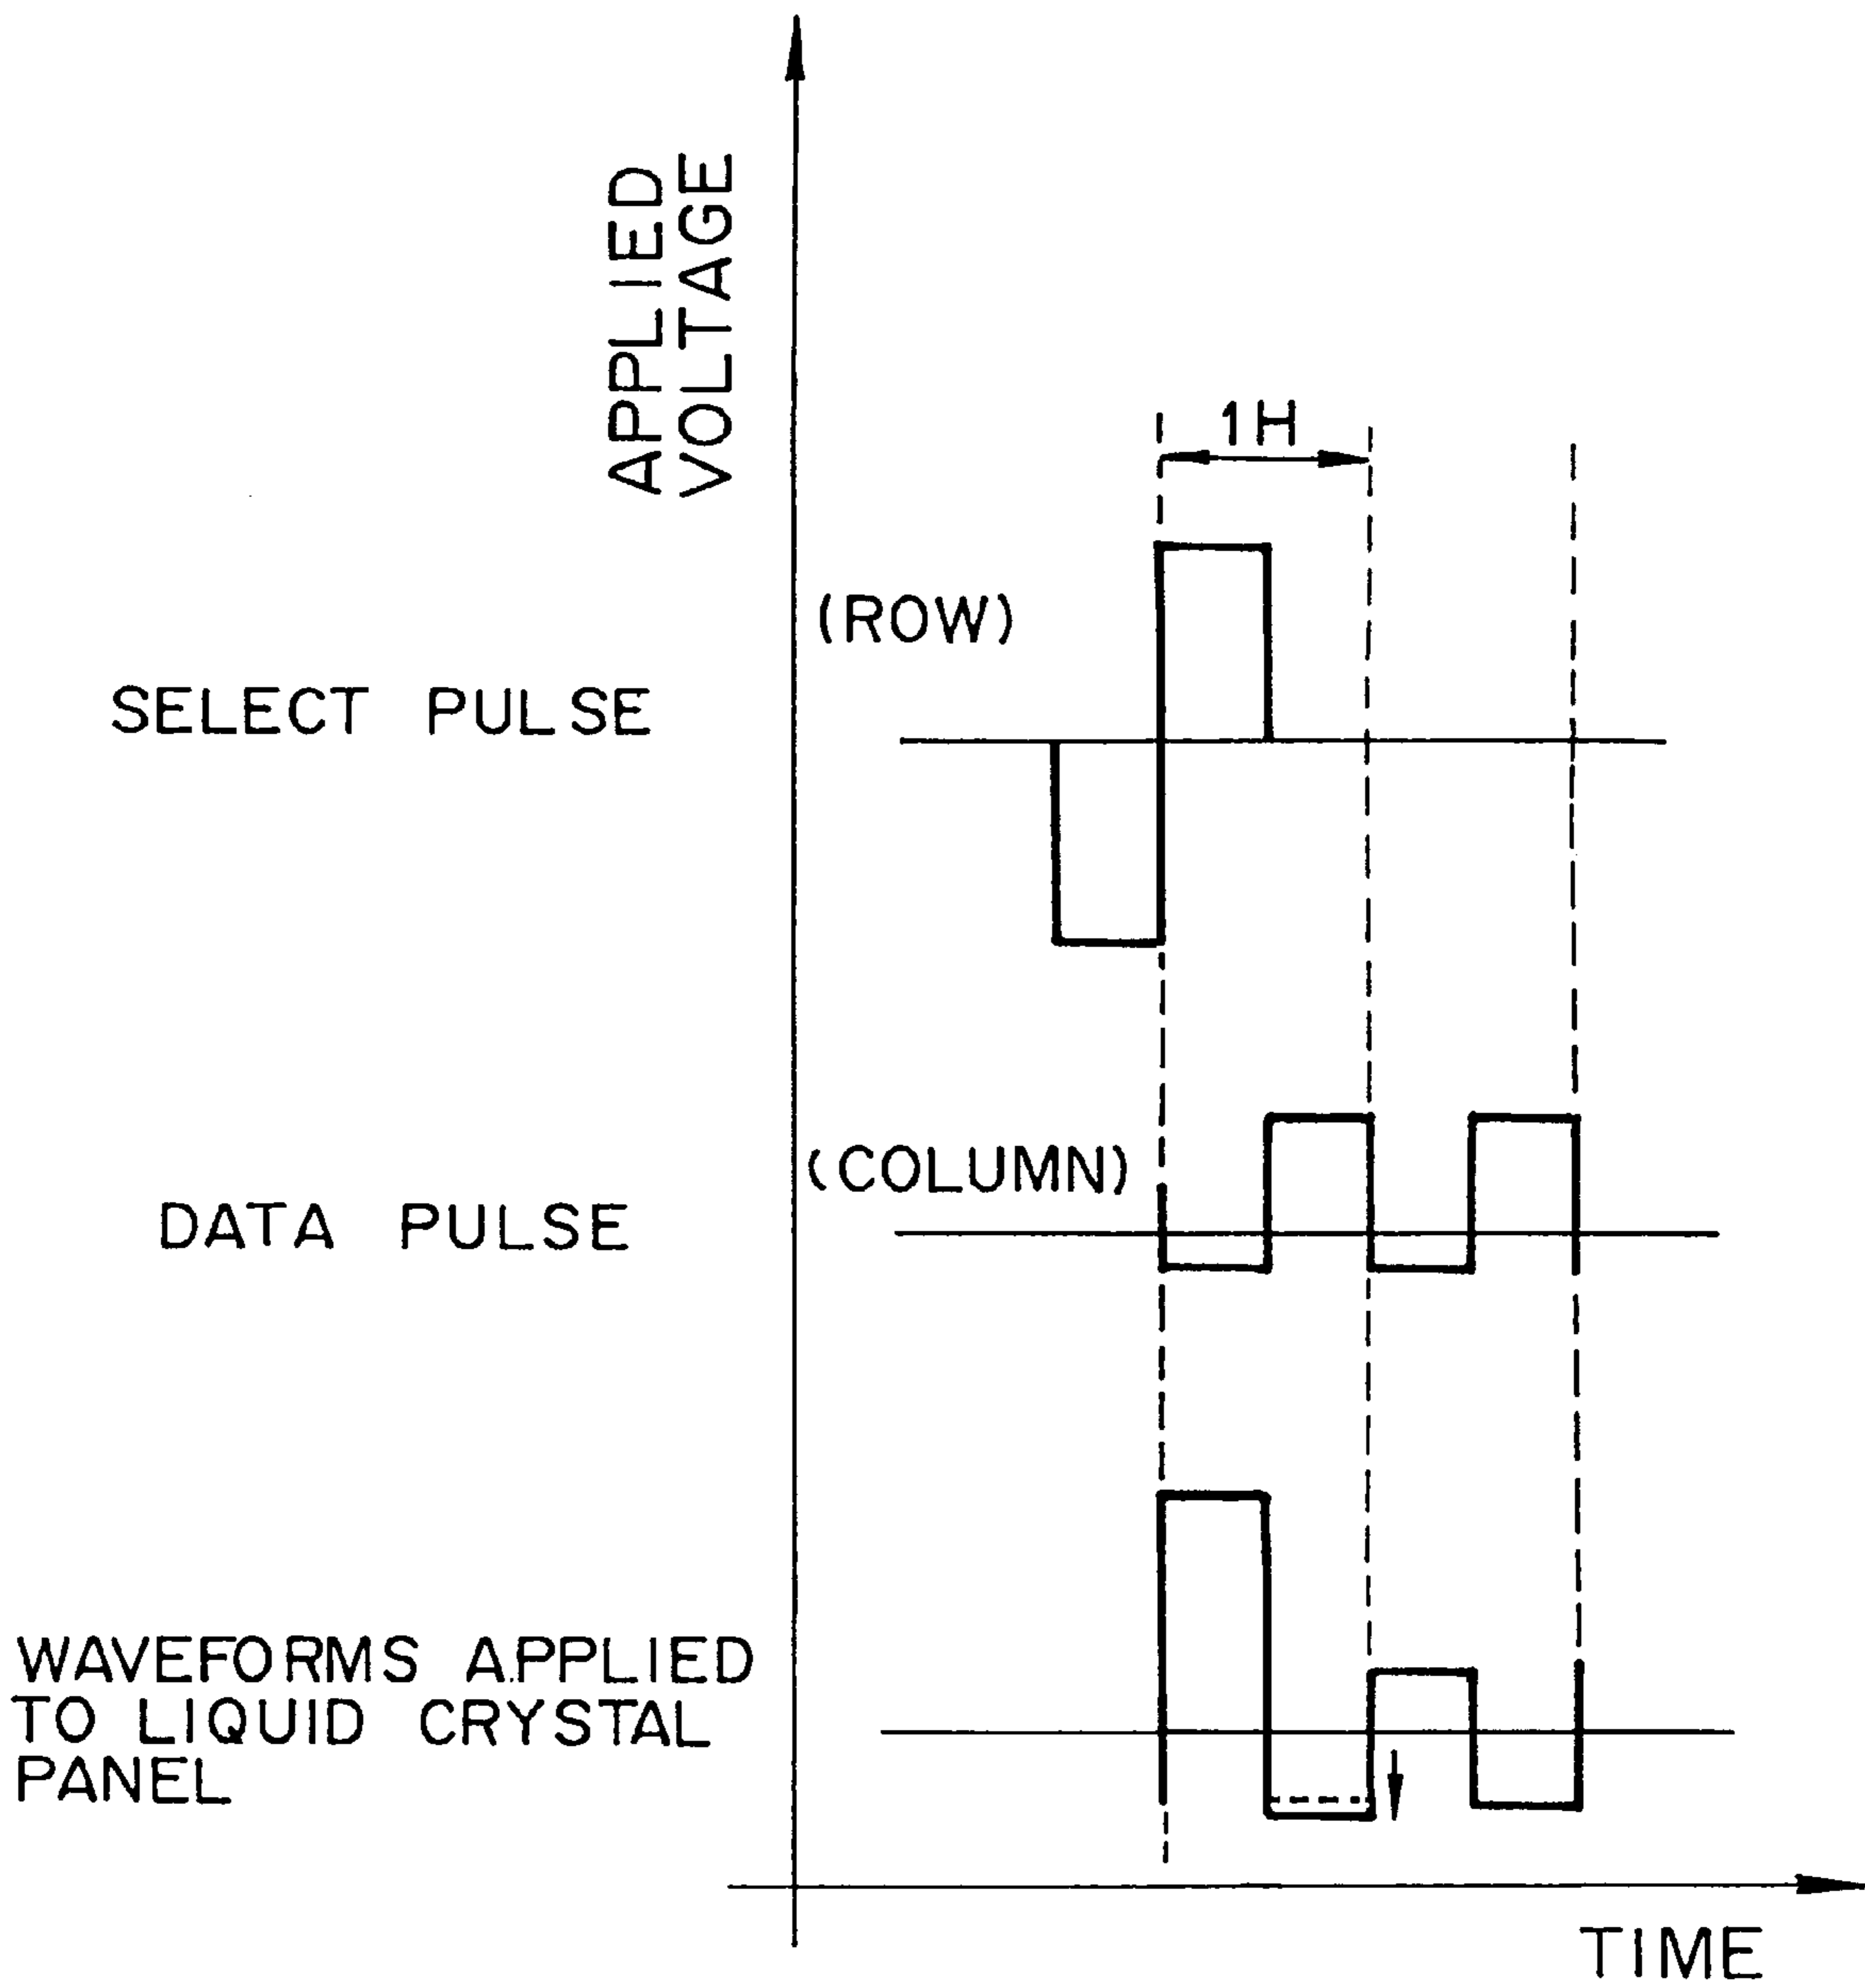 APPLIED
VOLTAGE
1H
(ROW)
SELECT PULSE
(COLUMN)
DATA PULSE
WAVEFORMS APPLIED
TO LIQUID CRYSTAL
PANEL
TIME